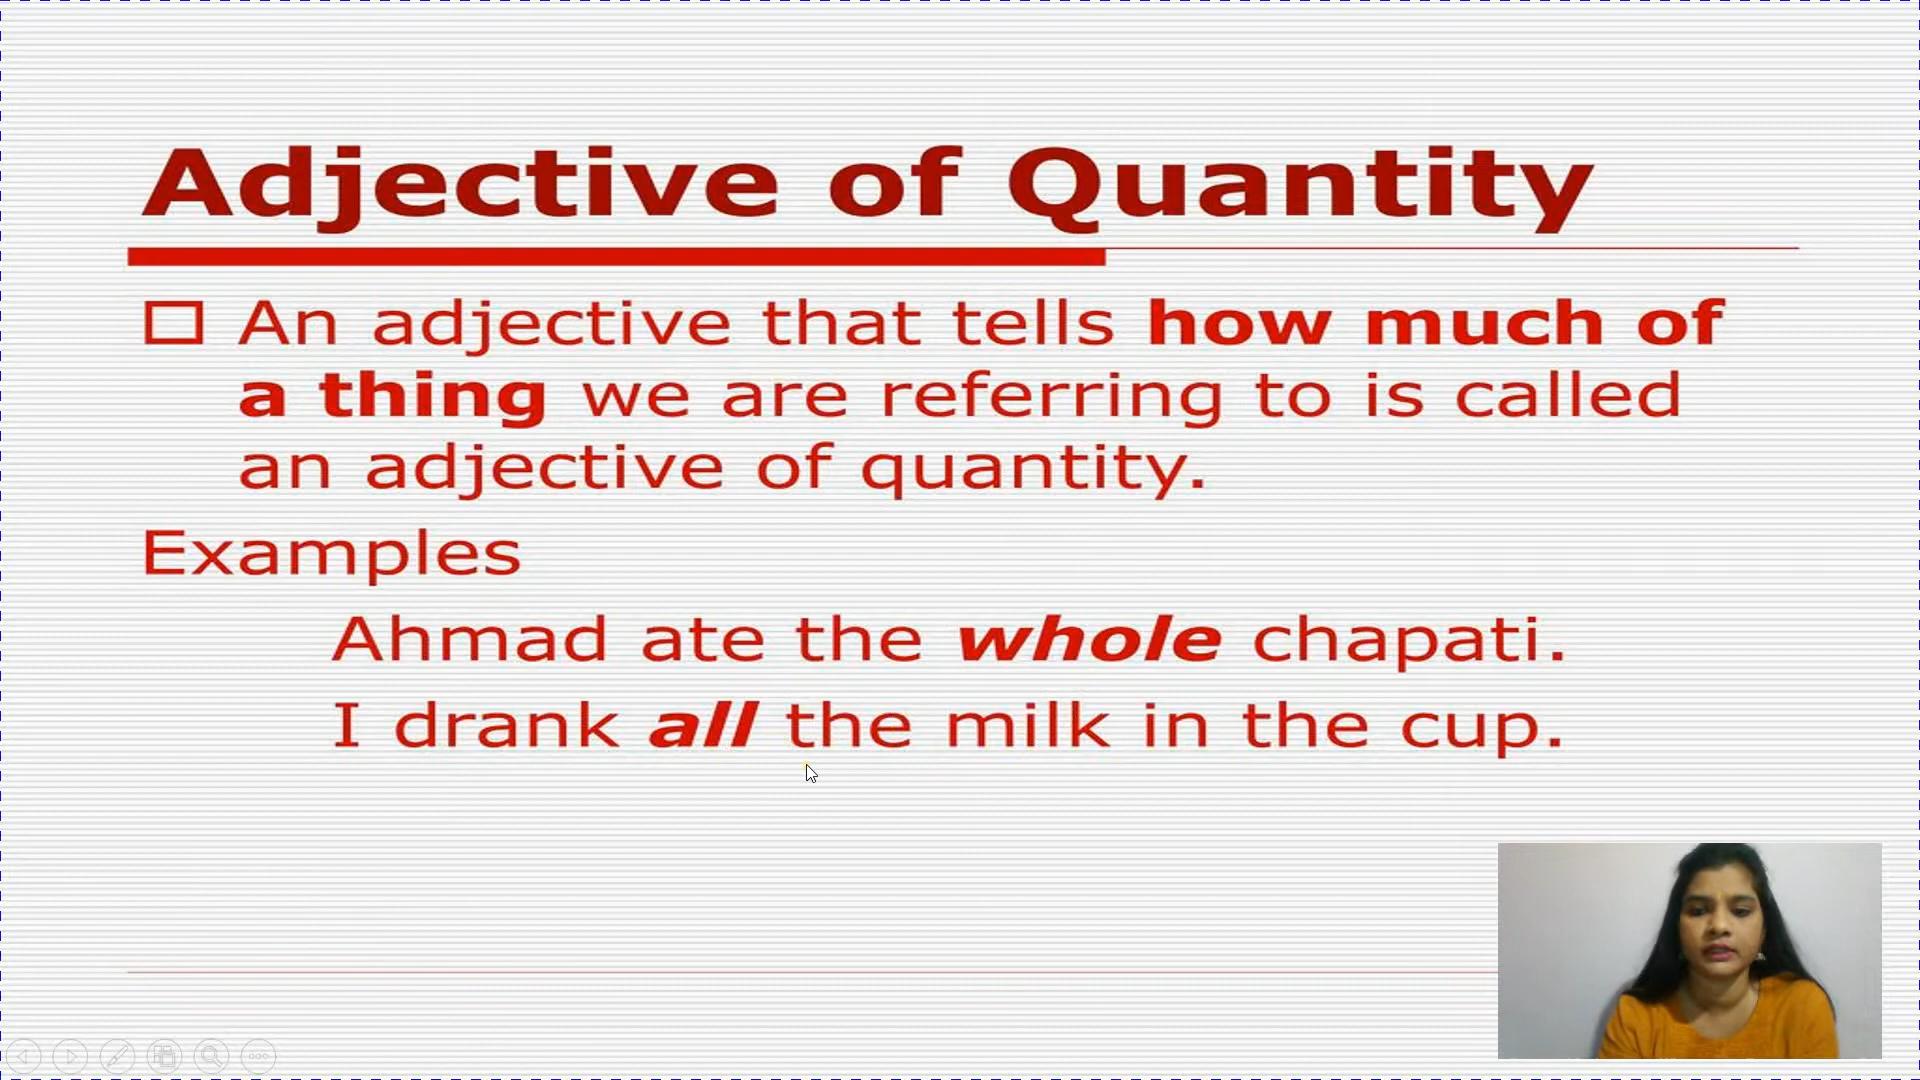 Adjective of Quantity
An adjective that tells how much of
a thing we are referring to is called
an adjective of quantity.
Examples
Ahmad ate the whole chapati.
I drank all the milk in the cup.